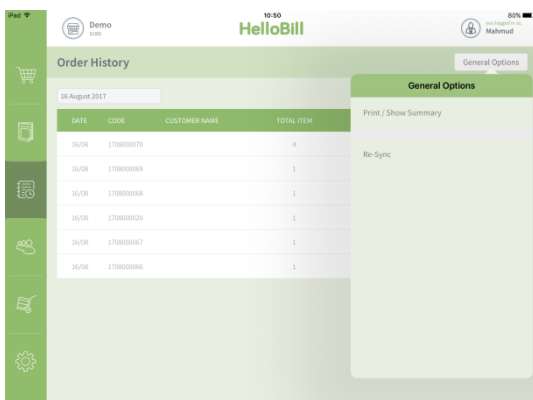 iPad 10:50 80%
Demo
HelloBill
you logged in as,
Mahmud
Order History
General Options
16 August 2017
General Options
Print / Show Summary
Re-Sync
DATE CODE CUSTOMER NAME TOTAL ITEM
16/08 1708000070 4
16/08 1708000069 1
16/08 1708000068 1
16/08 1708000020 1
16/08 1708000067 1
16/08 1708000066 1